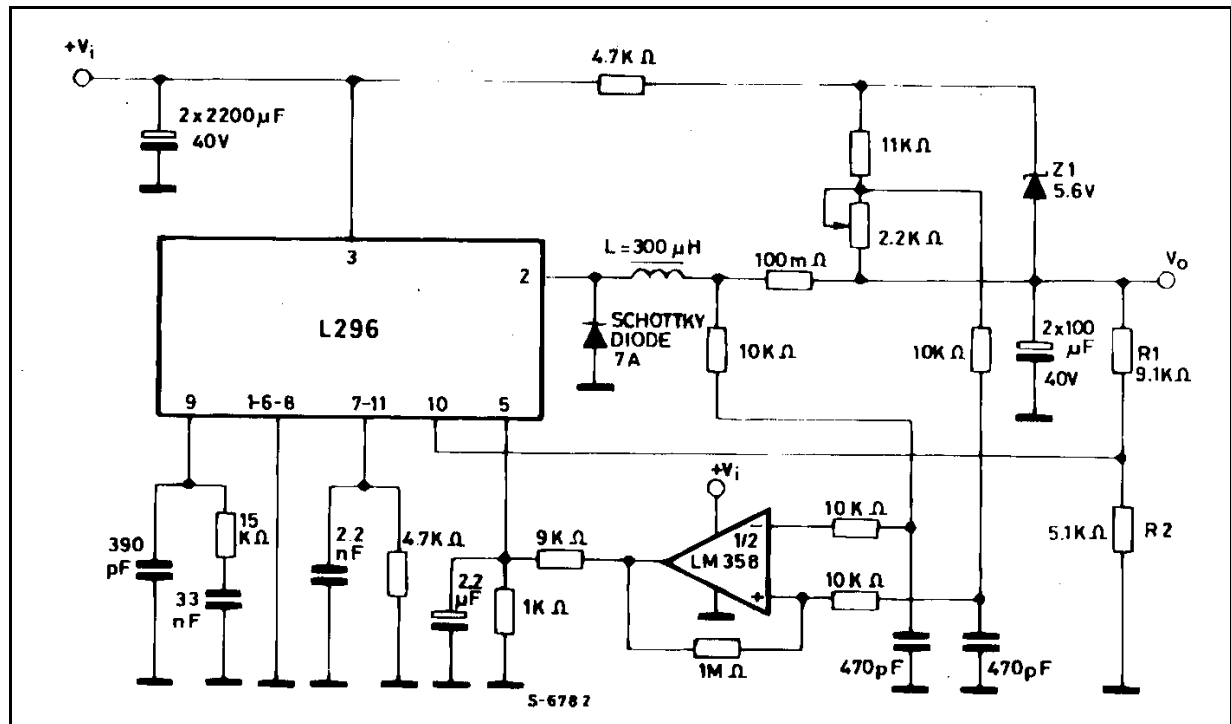 +Vi
4.7KΩ
2x2200µF
40V
11KΩ
Z1
5.6V
3
L=300µH
2.2KΩ
2
100mΩ
Vo
L296
SCHOTTKY
DIODE
7A
10KΩ
10KΩ
2x100
µF
40V
R1
9.1KΩ
9
1-6-8
7-11
10
5
+Vi
390
pF
15
KΩ
33
nF
2.2
nF
4.7KΩ
2.2
µF
1KΩ
9KΩ
1/2
LM358
−
+
10KΩ
10KΩ
5.1KΩ
R2
1MΩ
470pF
470pF
S-6782